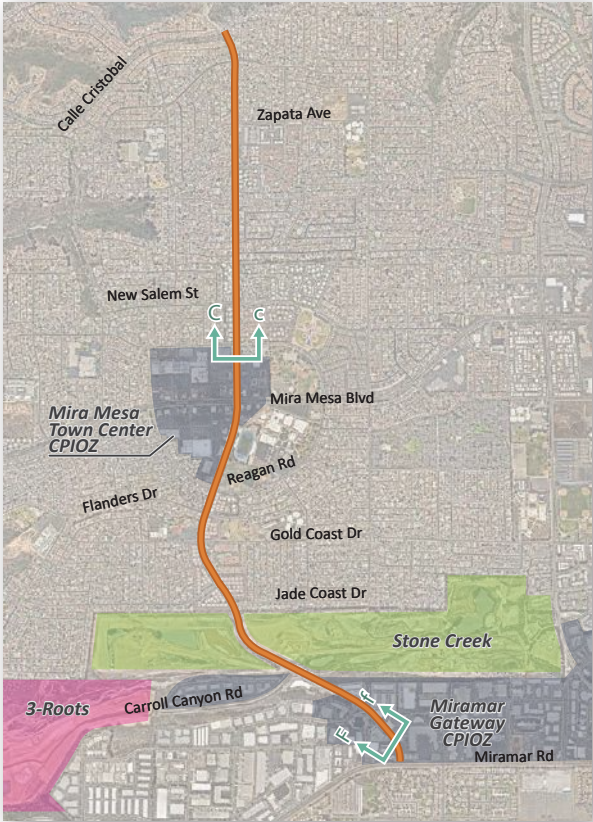 Calle Cristobal
Zapata Ave
New Salem St
C C
Mira Mesa Blvd
Mira Mesa
Town Center
CPIOZ
Reagan Rd
Flanders Dr
Gold Coast Dr
Jade Coast Dr
Stone Creek
3-Roots
Carroll Canyon Rd
f
F
Miramar
Gateway
CPIOZ
Miramar Rd